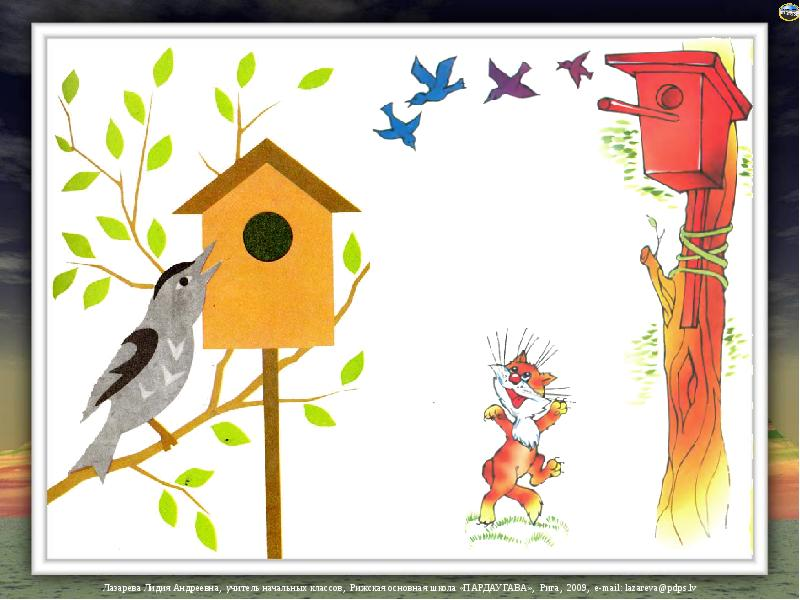 Лазарева Лидия Андреевна, учитель начальных классов, Рижская основная школа «ПАРДАУГАВА», Рига, 2009, e-mail: lazareva@pdps.lv